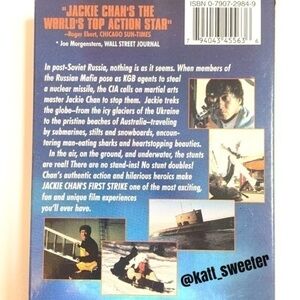 "JACKIE CHAN'S THE
WORLD'S TOP ACTION STAR"
–Roger Ebert, CHICAGO SUN-TIMES
* Joe Morgenstern, WALL STREET JOURNAL
ISBN 0-7907-2984-9
7 94043 45563 6
In post-Soviet Russia, nothing is as it seems. When members of
the Russian Mafia pose as KGB agents to steal
a nuclear missile, the CIA calls on martial arts
master Jackie Chan to stop them. Jackie treks
the globe–from the icy glaciers of the Ukraine
to the pristine beaches of Australia–traveling
by submarines, stilts and snowboards, encoun-
tering man-eating sharks and heartstopping beauties.
In the air, on the ground, and underwater, the stunts
are real! There are no stand-ins! No stunt doubles!
Chan's authentic action and hilarious heroics make
JACKIE CHAN'S FIRST STRIKE one of the most exciting,
fun and unique film experiences
you'll ever have.
@katt_sweeter